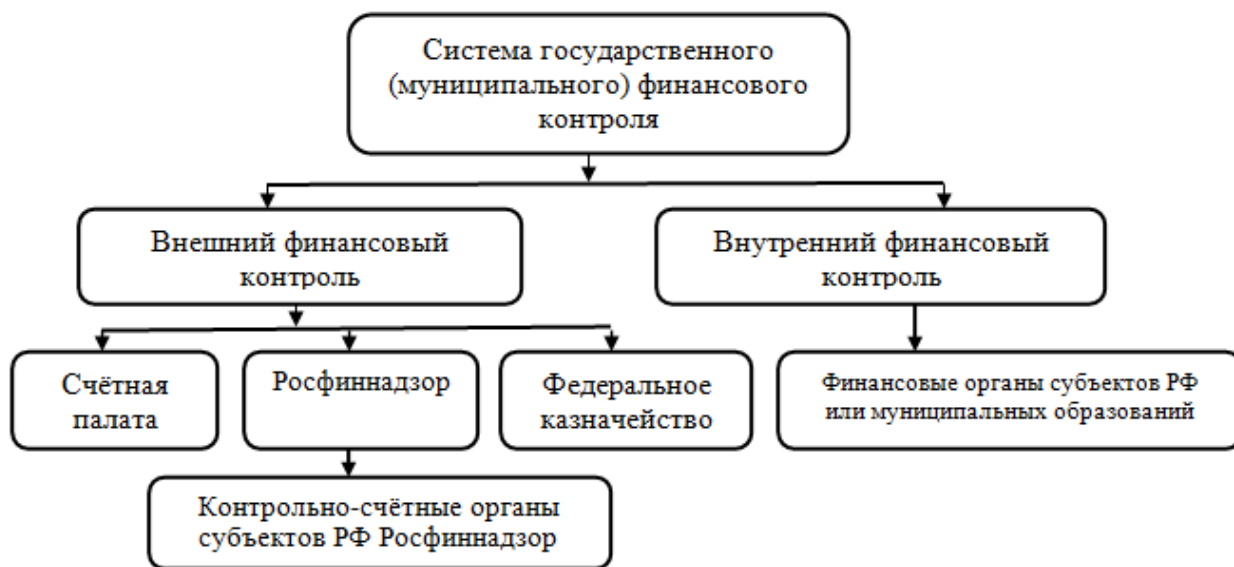 Система государственного
(муниципального) финансового
контроля
Внешний финансовый
контроль
Внутренний финансовый
контроль
Счётная
палата
Росфиннадзор
Федеральное
казначейство
Финансовые органы субъектов РФ
или муниципальных образований
Контрольно-счётные органы
субъектов РФ Росфиннадзор